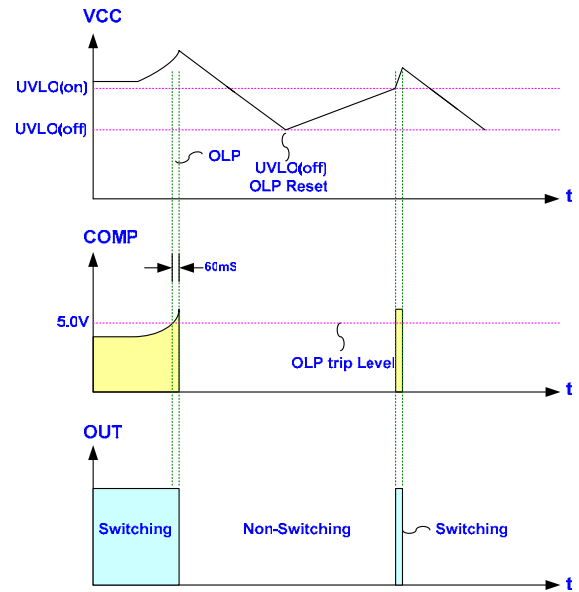 VCC
UVLO(on)
UVLO(off)
OLP
UVLO(off)
OLP Reset
t
COMP
60mS
5.0V
OLP trip Level
t
OUT
Switching
Non-Switching
Switching
t